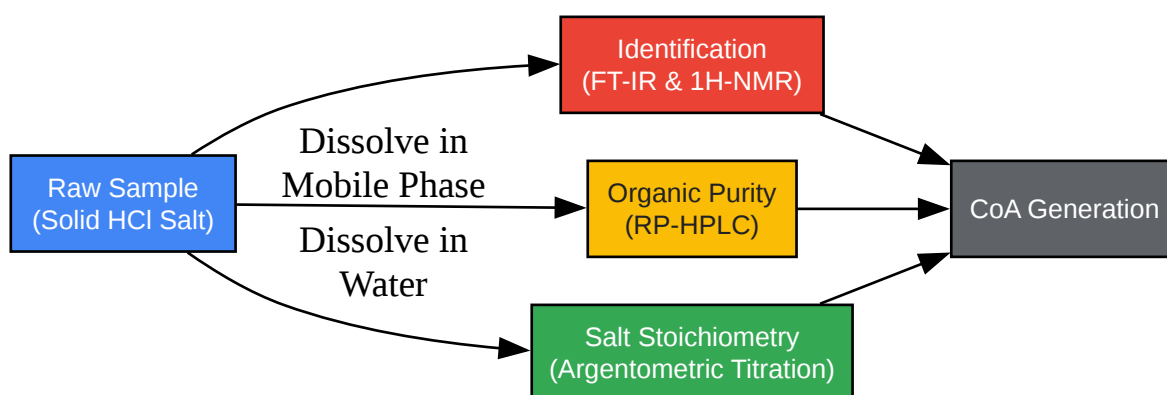 Identification
(FT-IR & 1H-NMR)
Dissolve in
Mobile Phase
Raw Sample
(Solid HCl Salt)
Organic Purity
(RP-HPLC)
CoA Generation
Dissolve in
Water
Salt Stoichiometry
(Argentometric Titration)